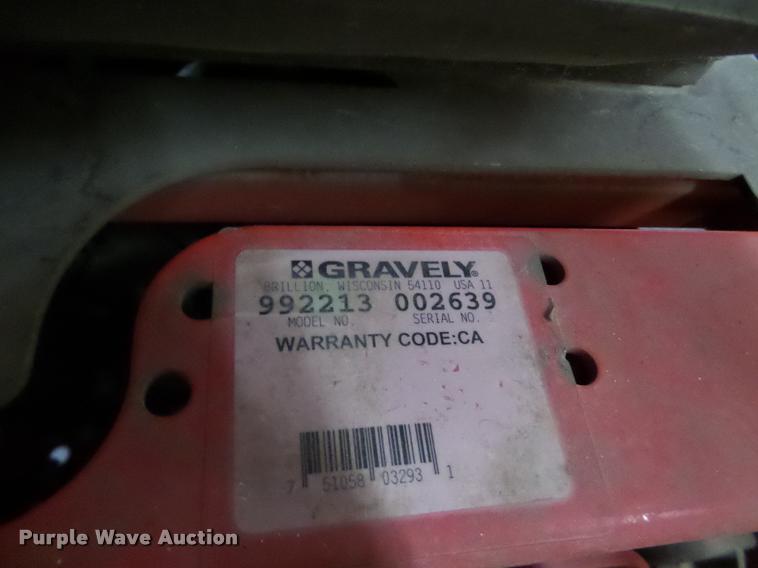 GRAVELY®
BRILLION, WISCONSIN 54110 USA 11
992213 002639
MODEL NO. SERIAL NO.
WARRANTY CODE:CA
7 51058 03293 1
Purple Wave Auction